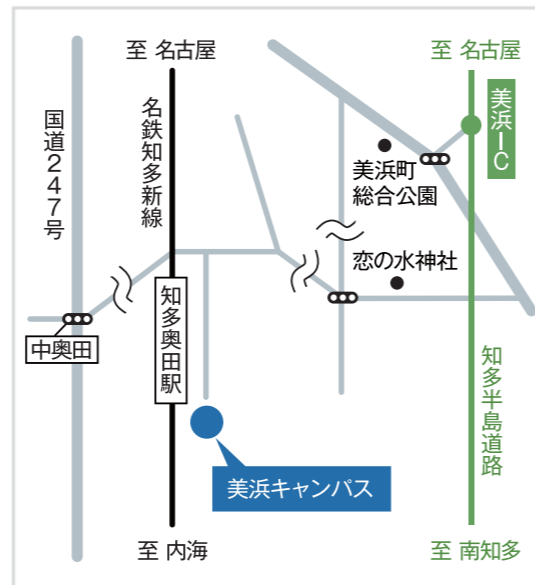 至 名古屋
至 名古屋
国道247号
名鉄知多新線
美浜IC
美浜町
総合公園
恋の水神社
中奥田
知多奥田駅
知多半島道路
美浜キャンパス
至 内海
至 南知多